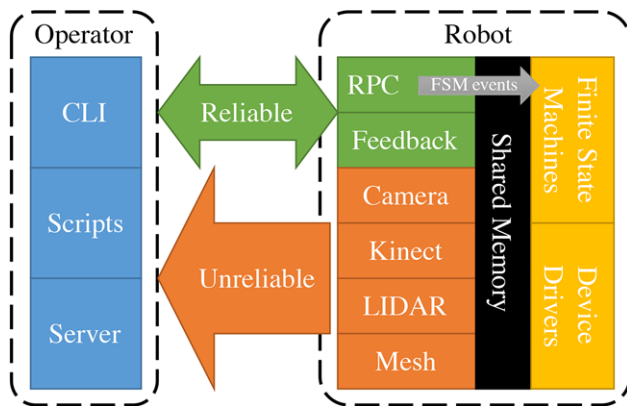 Operator
CLI
Scripts
Server
Reliable
Unreliable
Robot
RPC
FSM events
Feedback
Camera
Kinect
LIDAR
Mesh
Shared Memory
Finite State
Machines
Device
Drivers